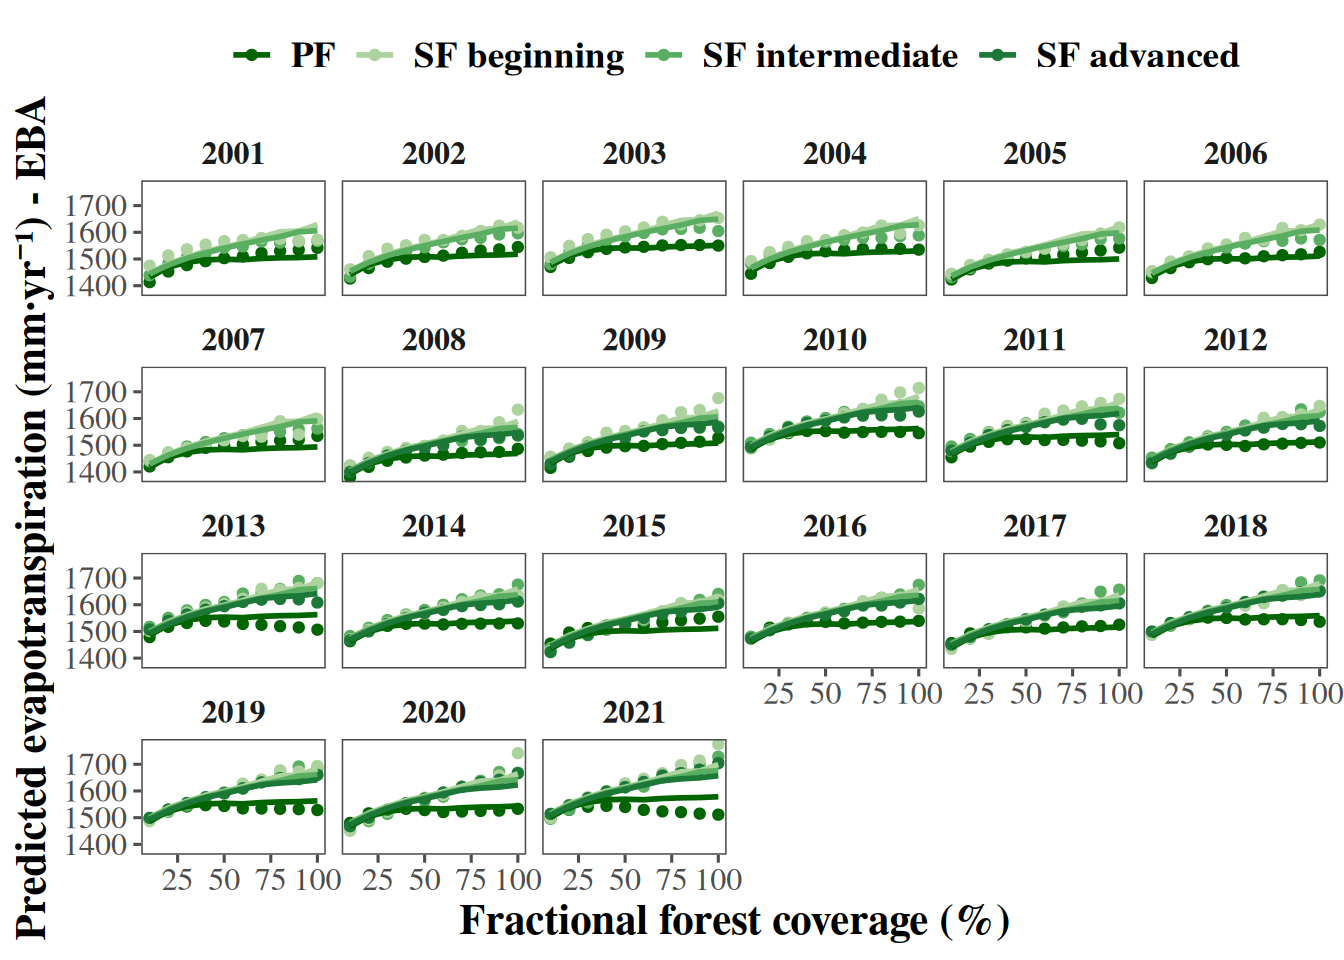 PF SF beginning SF intermediate SF advanced
Predicted evapotranspiration (mm·yr⁻¹) - EBA
2001 2002 2003 2004 2005 2006
1700
1600
1500
1400
2007 2008 2009 2010 2011 2012
1700
1600
1500
1400
2013 2014 2015 2016 2017 2018
1700
1600
1500
1400
25 50 75 100 25 50 75 100 25 50 75 100
2019 2020 2021
1700
1600
1500
1400
25 50 75 100 25 50 75 100 25 50 75 100
Fractional forest coverage (%)